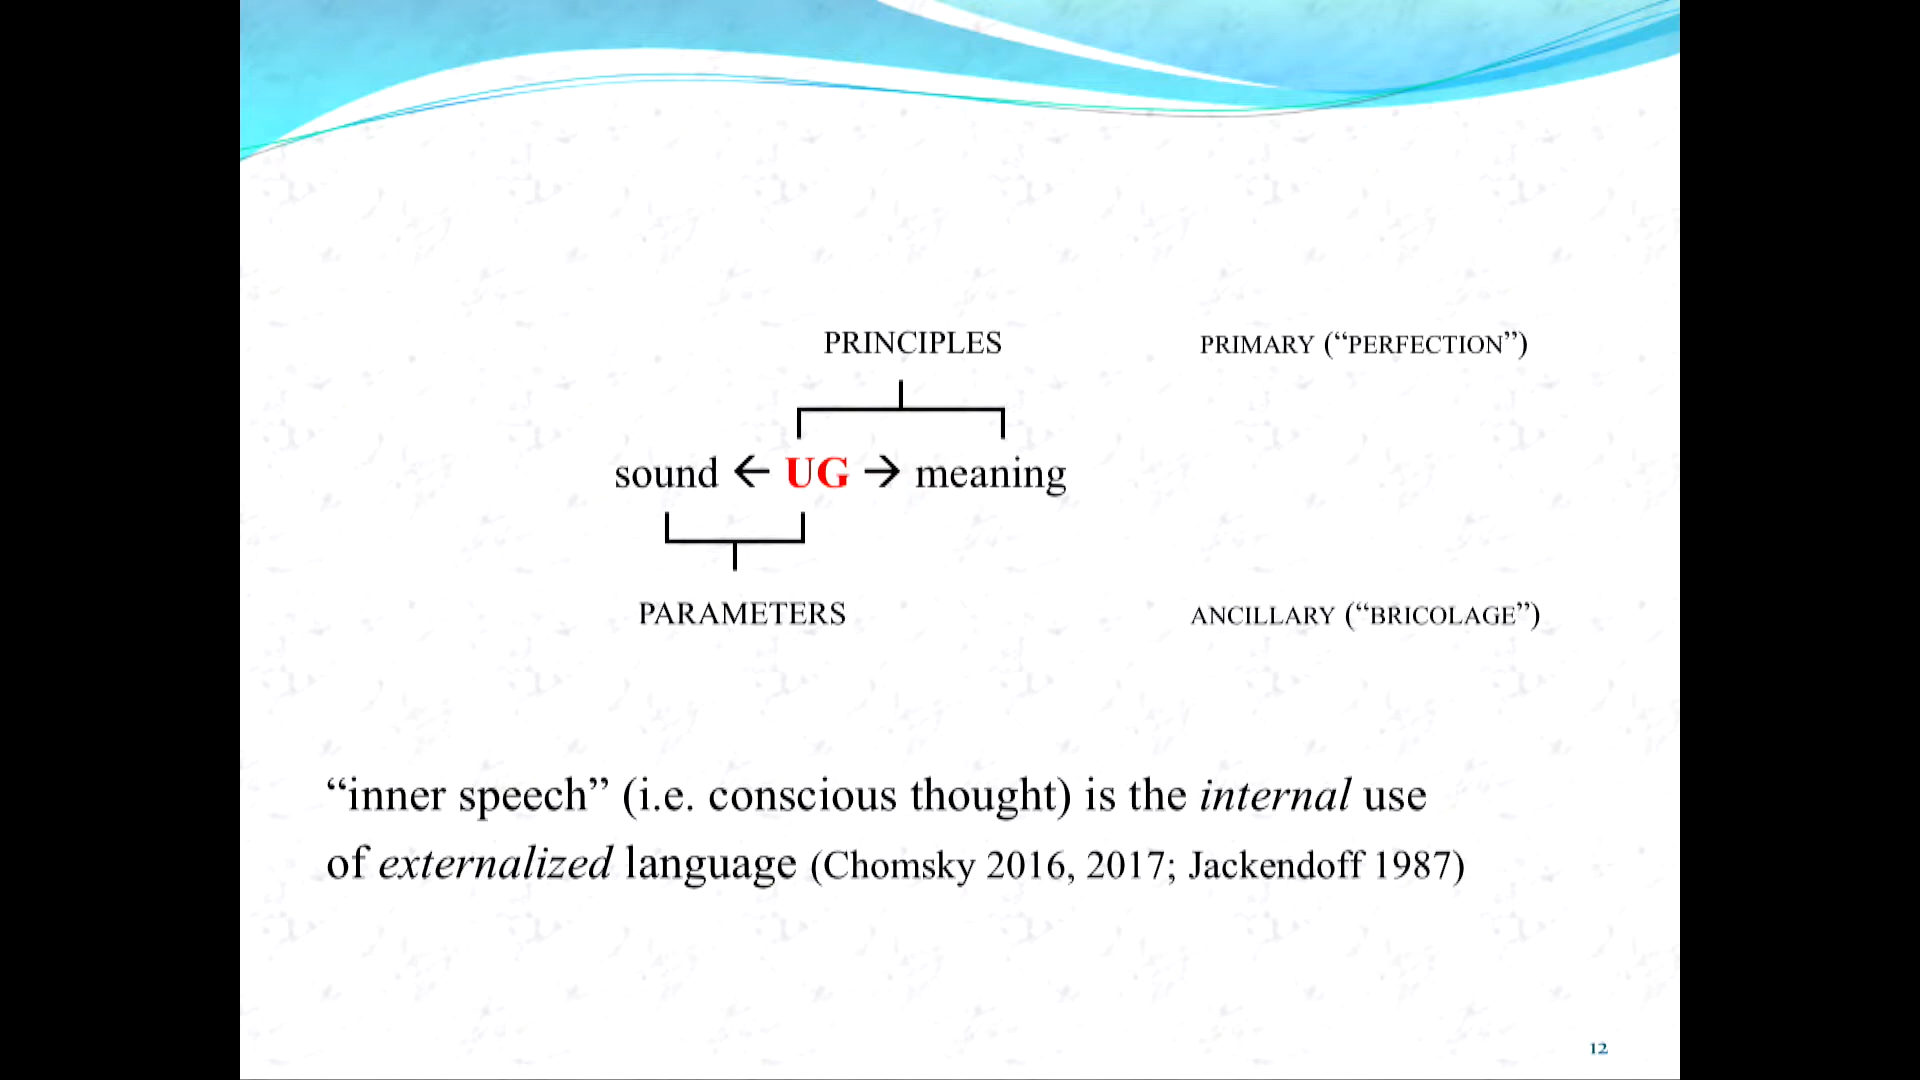 PRINCIPLES PRIMARY (“PERFECTION”)
sound ← UG → meaning
PARAMETERS ANCILLARY (“BRICOLAGE”)
“inner speech” (i.e. conscious thought) is the internal use
of externalized language (Chomsky 2016, 2017; Jackendoff 1987)
12